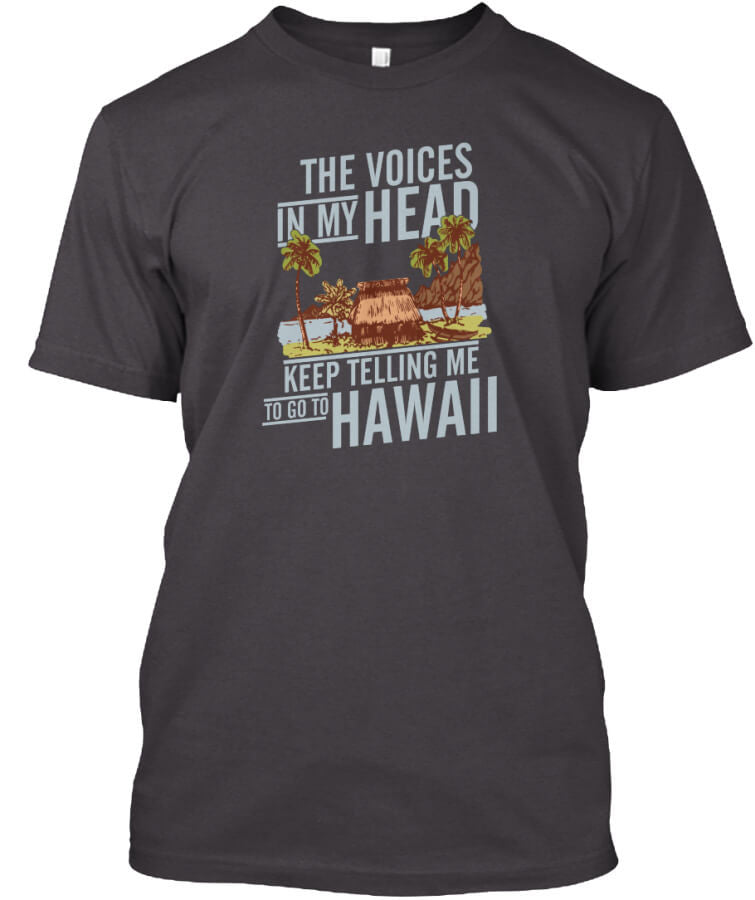 THE VOICES
IN MY HEAD
KEEP TELLING ME
TO GO TO HAWAII